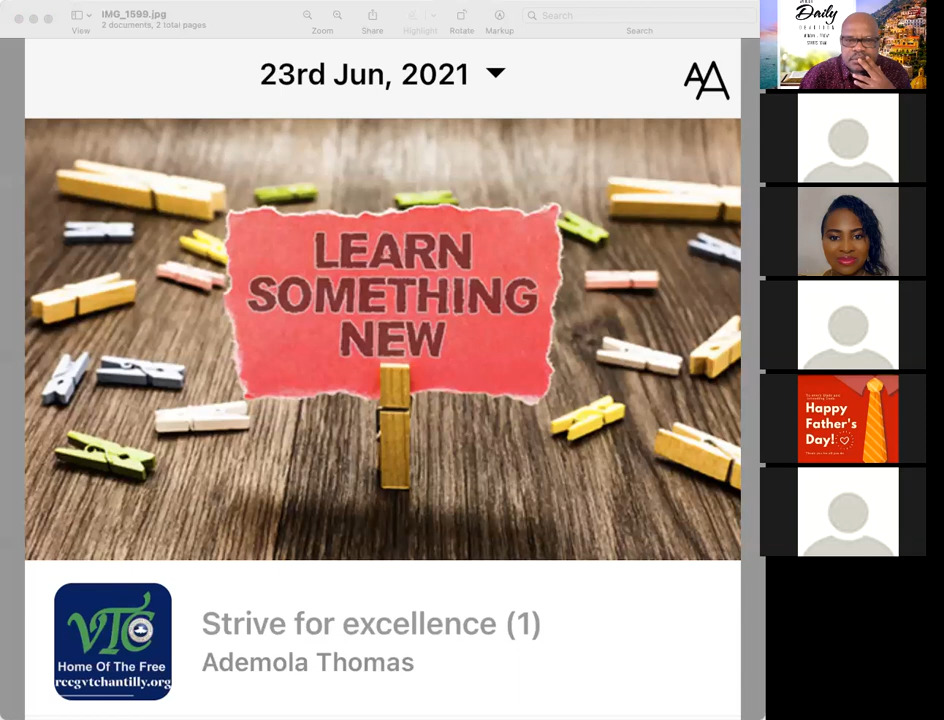 IMG_1599.jpg
2 documents, 2 total pages
View
Zoom
Share
Highlight
Rotate
Markup
Search
Search
23rd Jun, 2021
AA
LEARN
SOMETHING
NEW
VTC
Home Of The Free
rccgvtchantilly.org
Strive for excellence (1)
Ademola Thomas
Daily
Happy
Father's
Day!